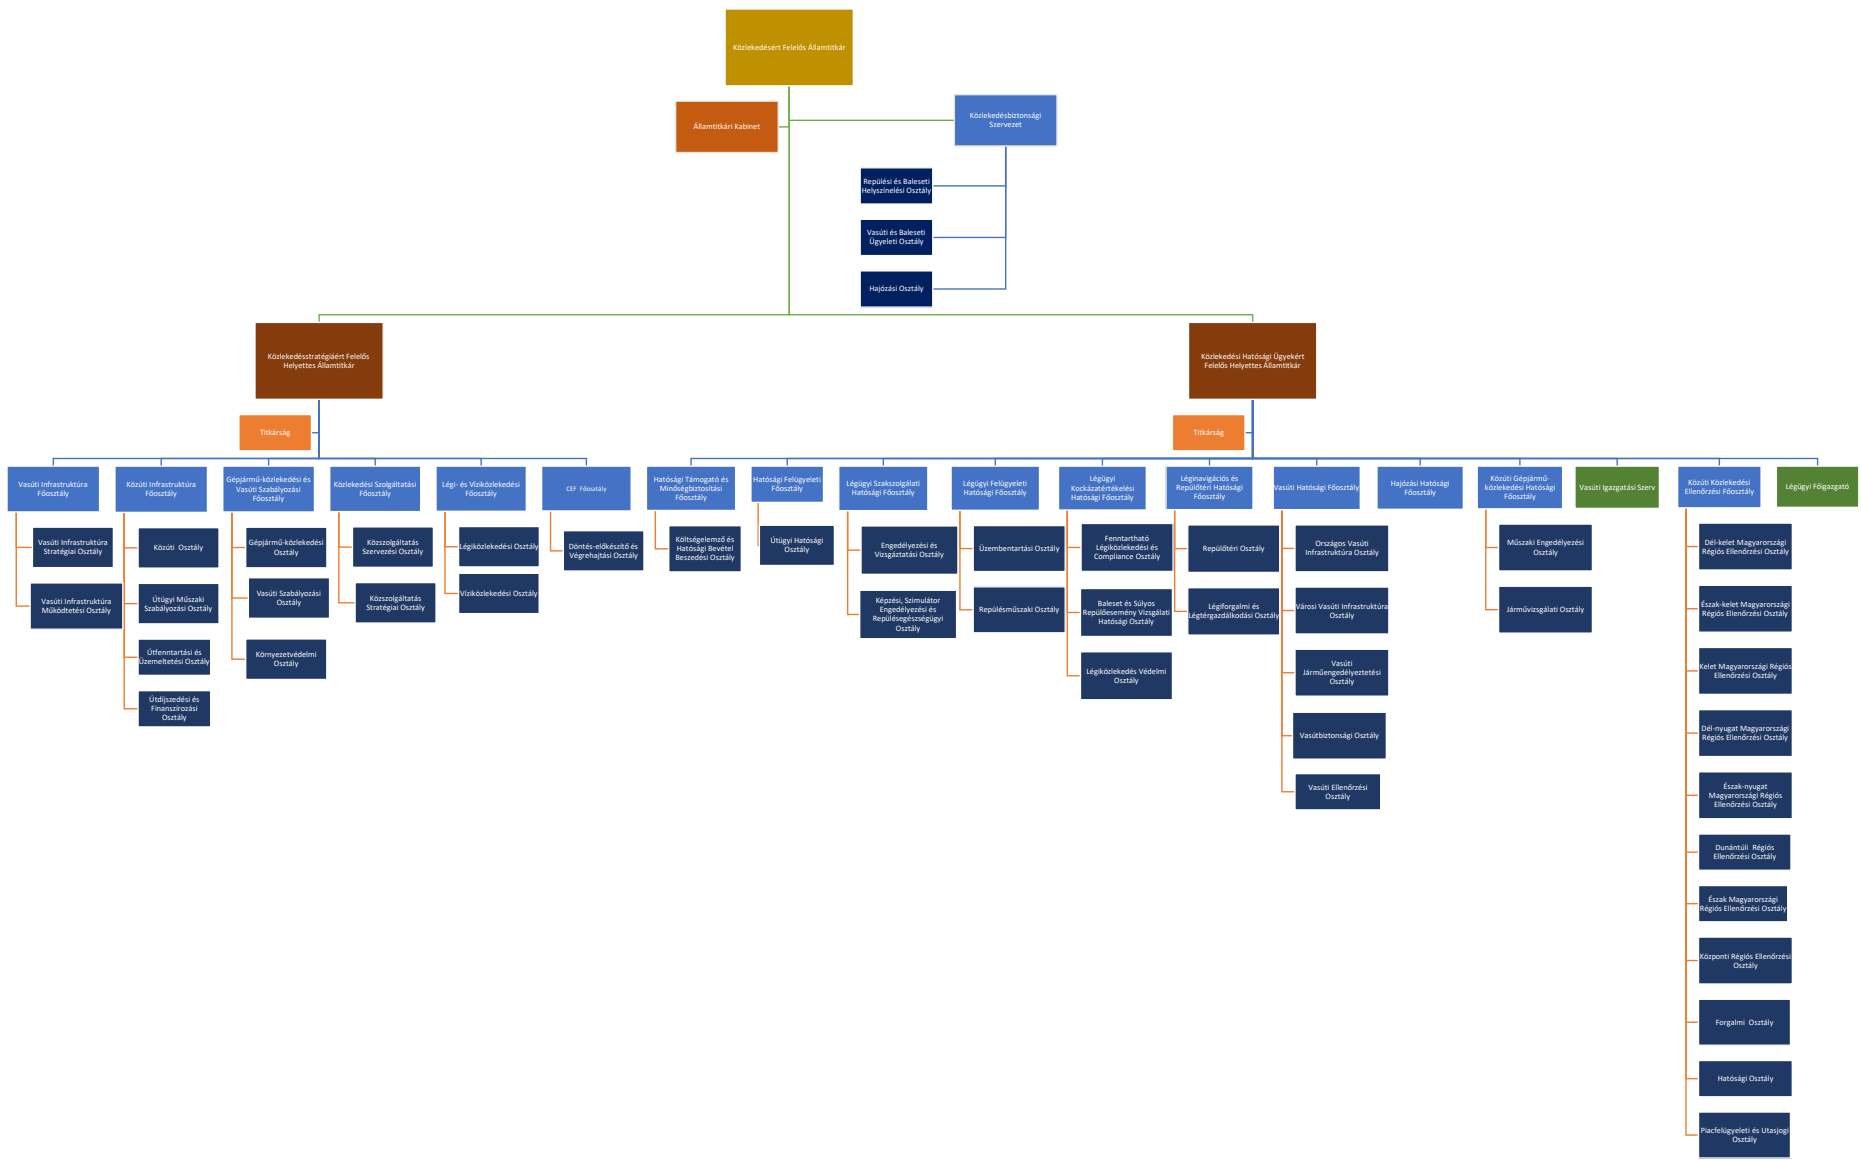 Közlekedésért Felelős Államtitkár
Államtitkári Kabinet
Közlekedésbiztonsági
Szervezet
Repülési és Baleseti
Helyszínelési Osztály
Vasúti és Baleseti
Ügyeleti Osztály
Hajózási Osztály
Közlekedésstratégiáért Felelős
Helyettes Államtitkár
Közlekedési Hatósági Ügyekért
Felelős Helyettes Államtitkár
Titkárság
Titkárság
Vasúti Infrastruktúra
Főosztály
Vasúti Infrastruktúra
Stratégiai Osztály
Vasúti Infrastruktúra
Működtetési Osztály
Közúti Infrastruktúra
Főosztály
Közúti  Osztály
Útügyi Műszaki
Szabályozási Osztály
Útfenntartási és
Üzemeltetési Osztály
Útdíjszedési és
Finanszírozási
Osztály
Gépjármű-közlekedési és
Vasúti Szabályozási
Főosztály
Gépjármű-közlekedési
Osztály
Vasúti Szabályozási
Osztály
Környezetvédelmi
Osztály
Közlekedési Szolgáltatási
Főosztály
Közszolgáltatás
Szervezési Osztály
Közszolgáltatás
Stratégiai Osztály
Légi- és Víziközlekedési
Főosztály
Légiközlekedési Osztály
Víziközlekedési Osztály
CEF  Főosztály
Döntés-előkészítő és
Végrehajtási Osztály
Hatósági Támogató és
Minőségbiztosítási
Főosztály
Költségelemző és
Hatósági Bevétel
Beszedési Osztály
Hatósági Felügyeleti
Főosztály
Útügyi Hatósági
Osztály
Légügyi Szakszolgálati
Hatósági Főosztály
Engedélyezési és
Vizsgáztatási Osztály
Képzési, Szimulátor
Engedélyezési és
Repülésegészségügyi
Osztály
Légügyi Felügyeleti
Hatósági Főosztály
Üzembentartási Osztály
Repülésműszaki Osztály
Légügyi
Kockázatértékelési
Hatósági Főosztály
Fenntartható
Légiközlekedési és
Compliance Osztály
Baleset és Súlyos
Repülőesemény Vizsgálati
Hatósági Osztály
Légiközlekedés Védelmi
Osztály
Léginavigációs és
Repülőtéri Hatósági
Főosztály
Repülőtéri Osztály
Légiforgalmi és
Légtérgazdálkodási Osztály
Vasúti Hatósági Főosztály
Országos Vasúti
Infrastruktúra Osztály
Városi Vasúti Infrastruktúra
Osztály
Vasúti
Járműengedélyeztetési
Osztály
Vasútbiztonsági Osztály
Vasúti Ellenőrzési
Osztály
Hajózási Hatósági
Főosztály
Közúti Gépjármű-
közlekedési Hatósági
Főosztály
Műszaki Engedélyezési
Osztály
Járművizsgálati Osztály
Vasúti Igazgatási Szerv
Közúti Közlekedési
Ellenőrzési Főosztály
Dél-kelet Magyarországi
Régiós Ellenőrzési Osztály
Észak-kelet Magyarországi
Régiós Ellenőrzési Osztály
Kelet Magyarországi Régiós
Ellenőrzési Osztály
Dél-nyugat Magyarországi
Régiós Ellenőrzési Osztály
Észak-nyugat
Magyarországi Régiós
Ellenőrzési Osztály
Dunántúli  Régiós
Ellenőrzési Osztály
Észak Magyarországi
Régiós Ellenőrzési Osztály
Központi Régiós Ellenőrzési
Osztály
Forgalmi  Osztály
Hatósági Osztály
Piacfelügyeleti és Utasjogi
Osztály
Légügyi Főigazgató